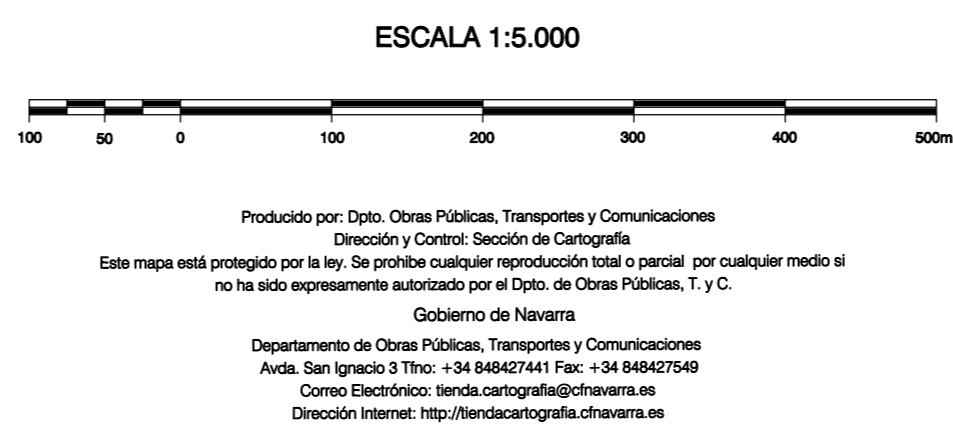 ESCALA 1:5.000
100 50 0 100 200 300 400 500m
Producido por: Dpto. Obras Públicas, Transportes y Comunicaciones
Dirección y Control: Sección de Cartografía
Este mapa está protegido por la ley. Se prohibe cualquier reproducción total o parcial por cualquier medio si
no ha sido expresamente autorizado por el Dpto. de Obras Públicas, T. y C.
Gobierno de Navarra
Departamento de Obras Públicas, Transportes y Comunicaciones
Avda. San Ignacio 3 Tfno: +34 848427441 Fax: +34 848427549
Correo Electrónico: tienda.cartografia@cfnavarra.es
Dirección Internet: http://tiendacartografia.cfnavarra.es